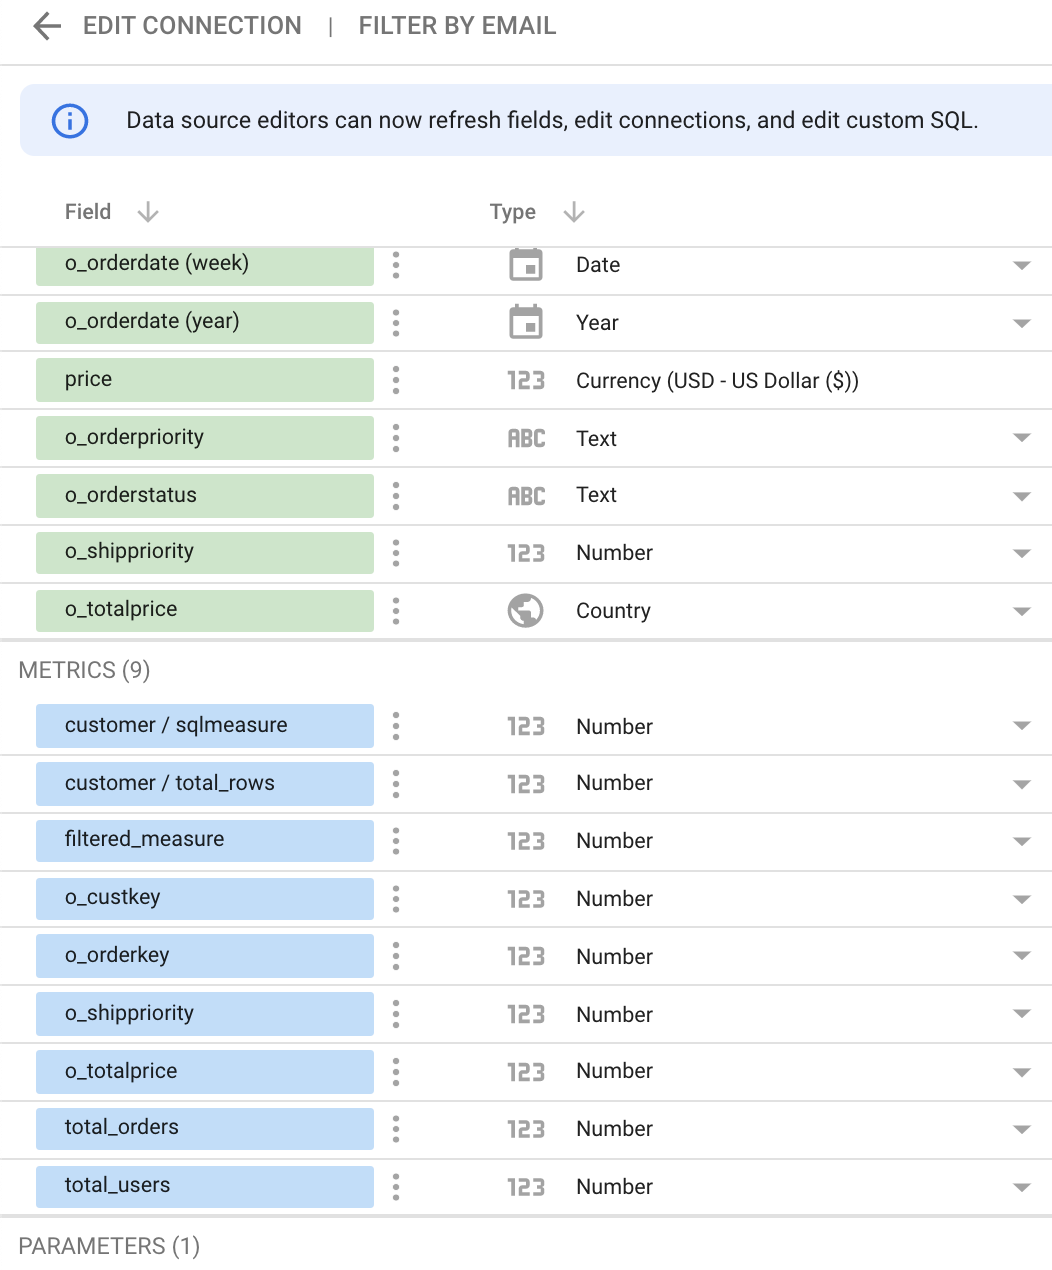 EDIT CONNECTION | FILTER BY EMAIL
Data source editors can now refresh fields, edit connections, and edit custom SQL.
Field Type
o_orderdate (week) Date
o_orderdate (year) Year
price 123 Currency (USD - US Dollar ($))
o_orderpriority ABC Text
o_orderstatus ABC Text
o_shippriority 123 Number
o_totalprice Country
METRICS (9)
customer / sqlmeasure 123 Number
customer / total_rows 123 Number
filtered_measure 123 Number
o_custkey 123 Number
o_orderkey 123 Number
o_shippriority 123 Number
o_totalprice 123 Number
total_orders 123 Number
total_users 123 Number
PARAMETERS (1)